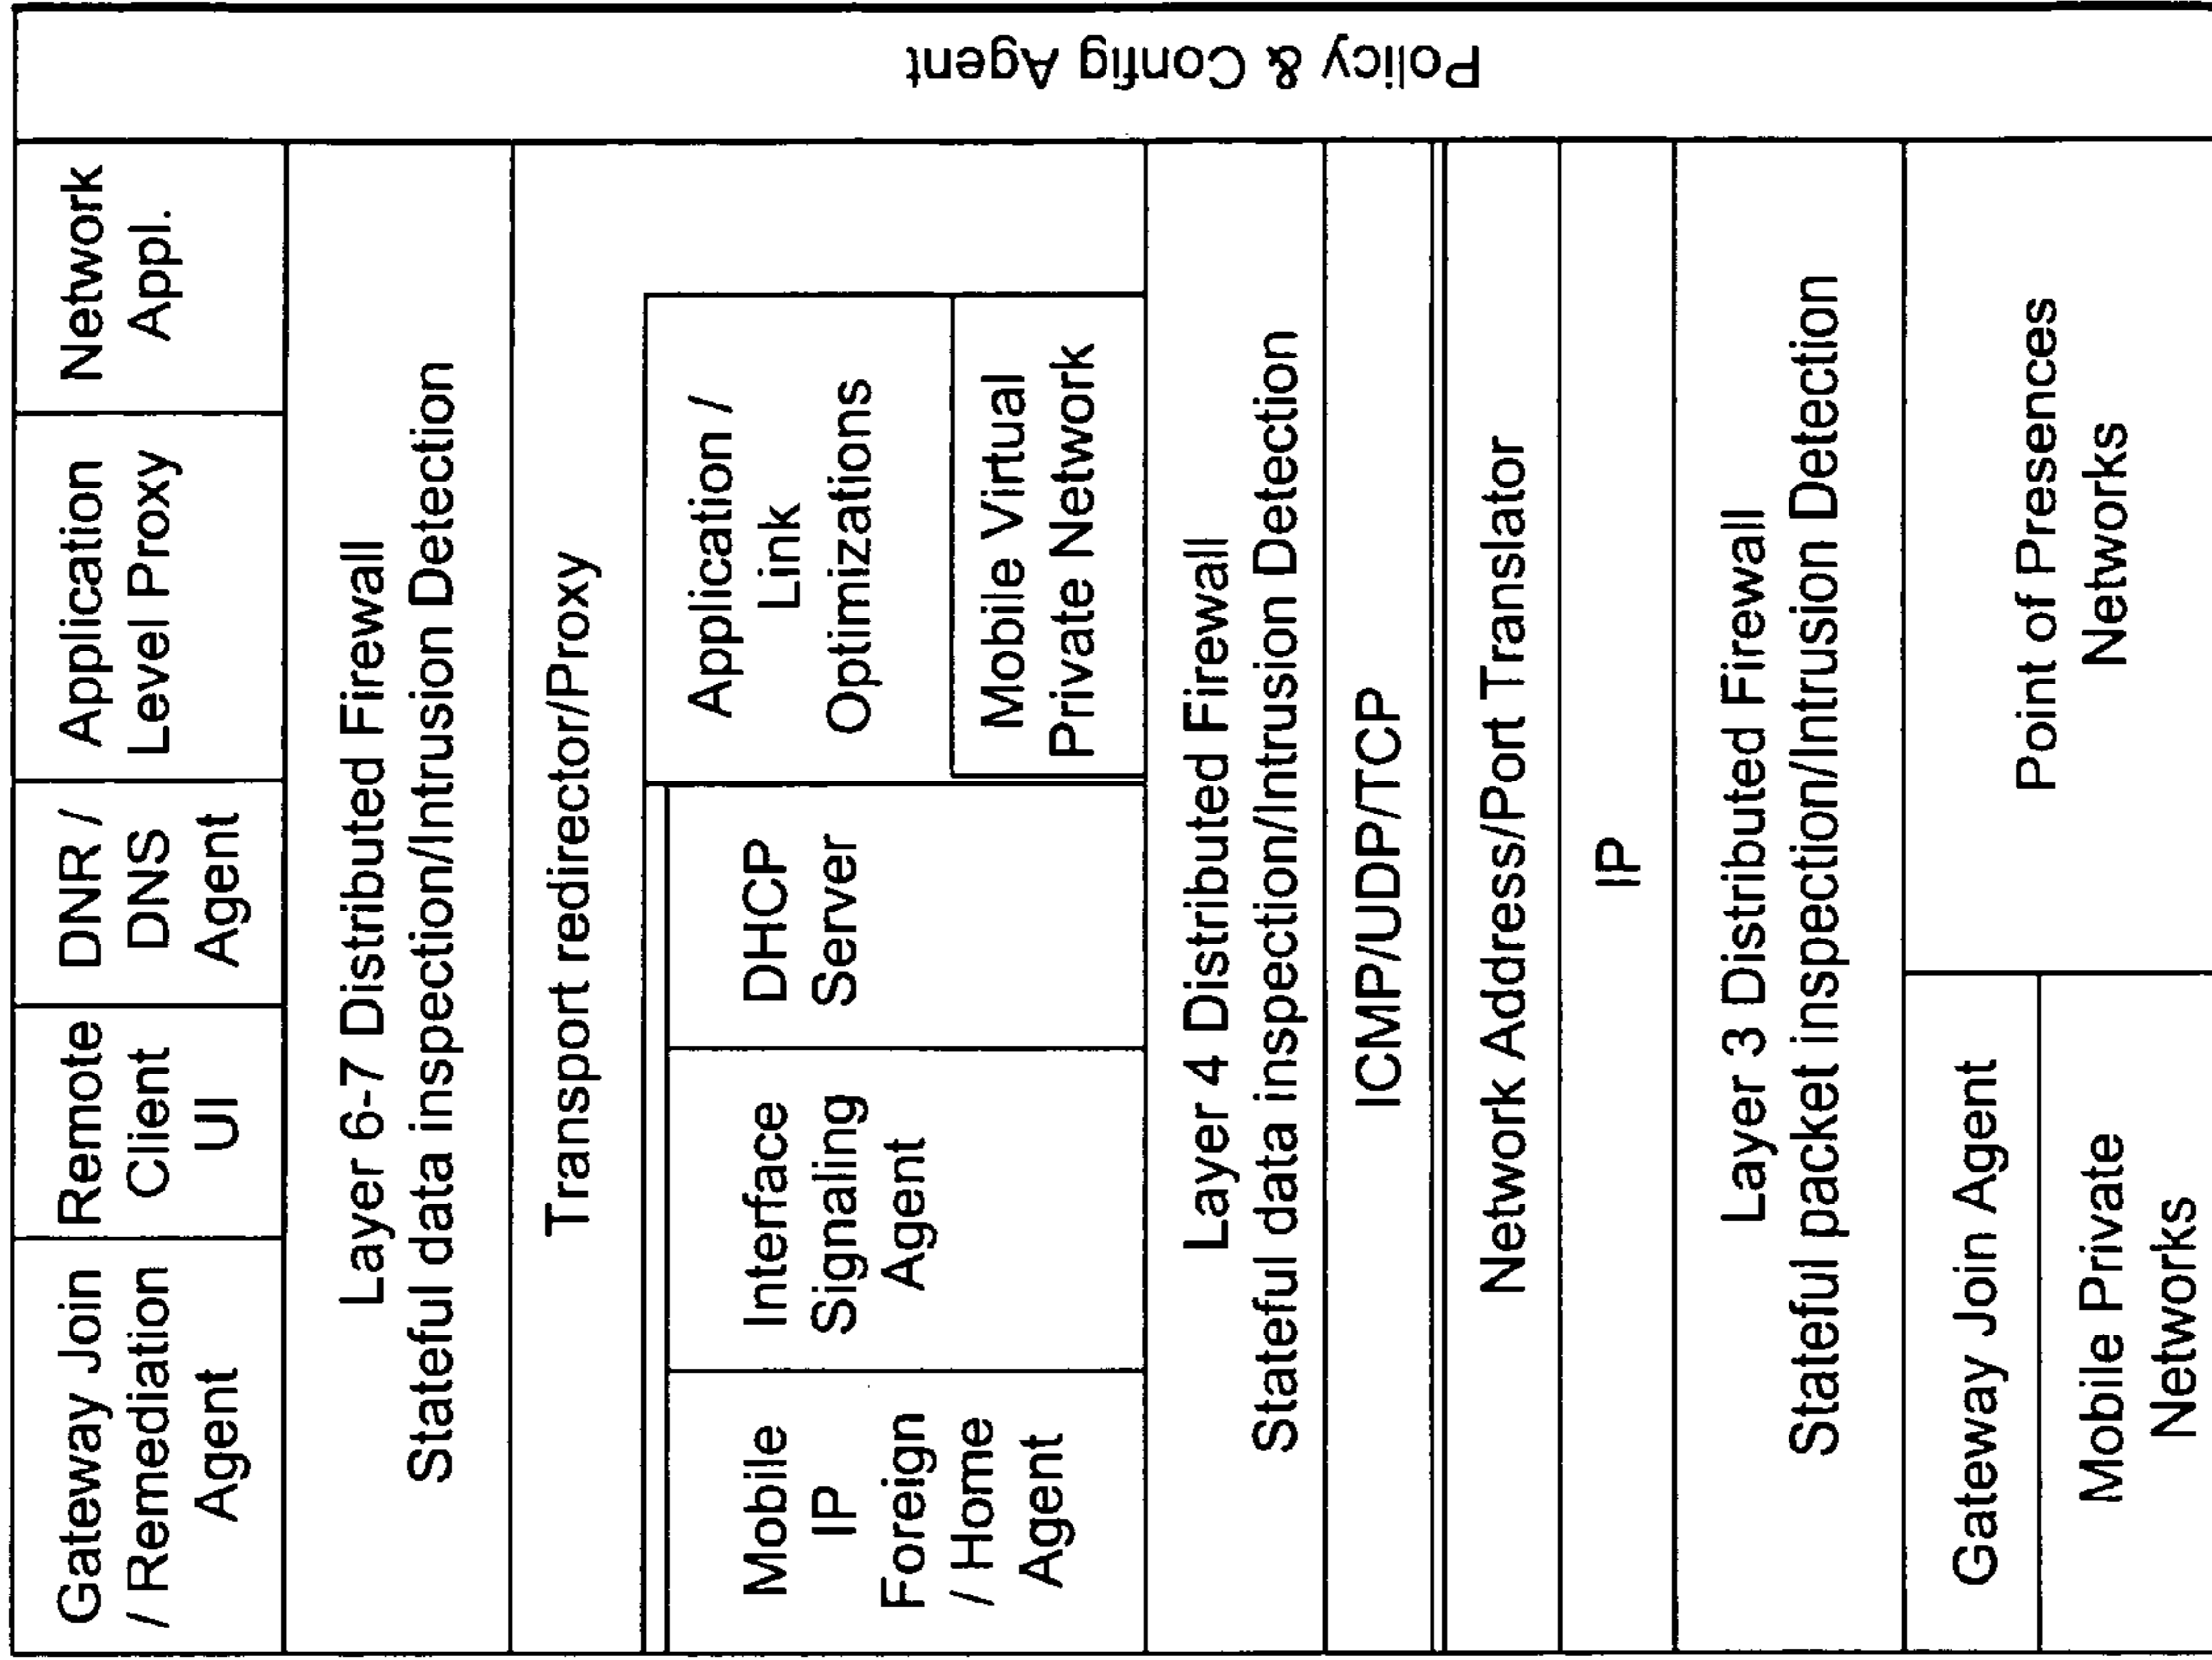 Gateway Join
/ Remediation
Agent
Remote
Client
UI
DNR /
DNS
Agent
Application
Level Proxy
Network
Appl.
Layer 6-7 Distributed Firewall
Stateful data inspection/Intrusion Detection
Transport redirector/Proxy
Mobile
IP
Foreign
/ Home
Agent
Interface
Signaling
Agent
DHCP
Server
Application /
Link
Optimizations
Mobile Virtual
Private Network
Layer 4 Distributed Firewall
Stateful data inspection/Intrusion Detection
ICMP/UDP/TCP
Network Address/Port Translator
IP
Layer 3 Distributed Firewall
Stateful packet inspection/Intrusion Detection
Gateway Join Agent
Mobile Private
Networks
Point of Presences
Networks
Policy & Config Agent